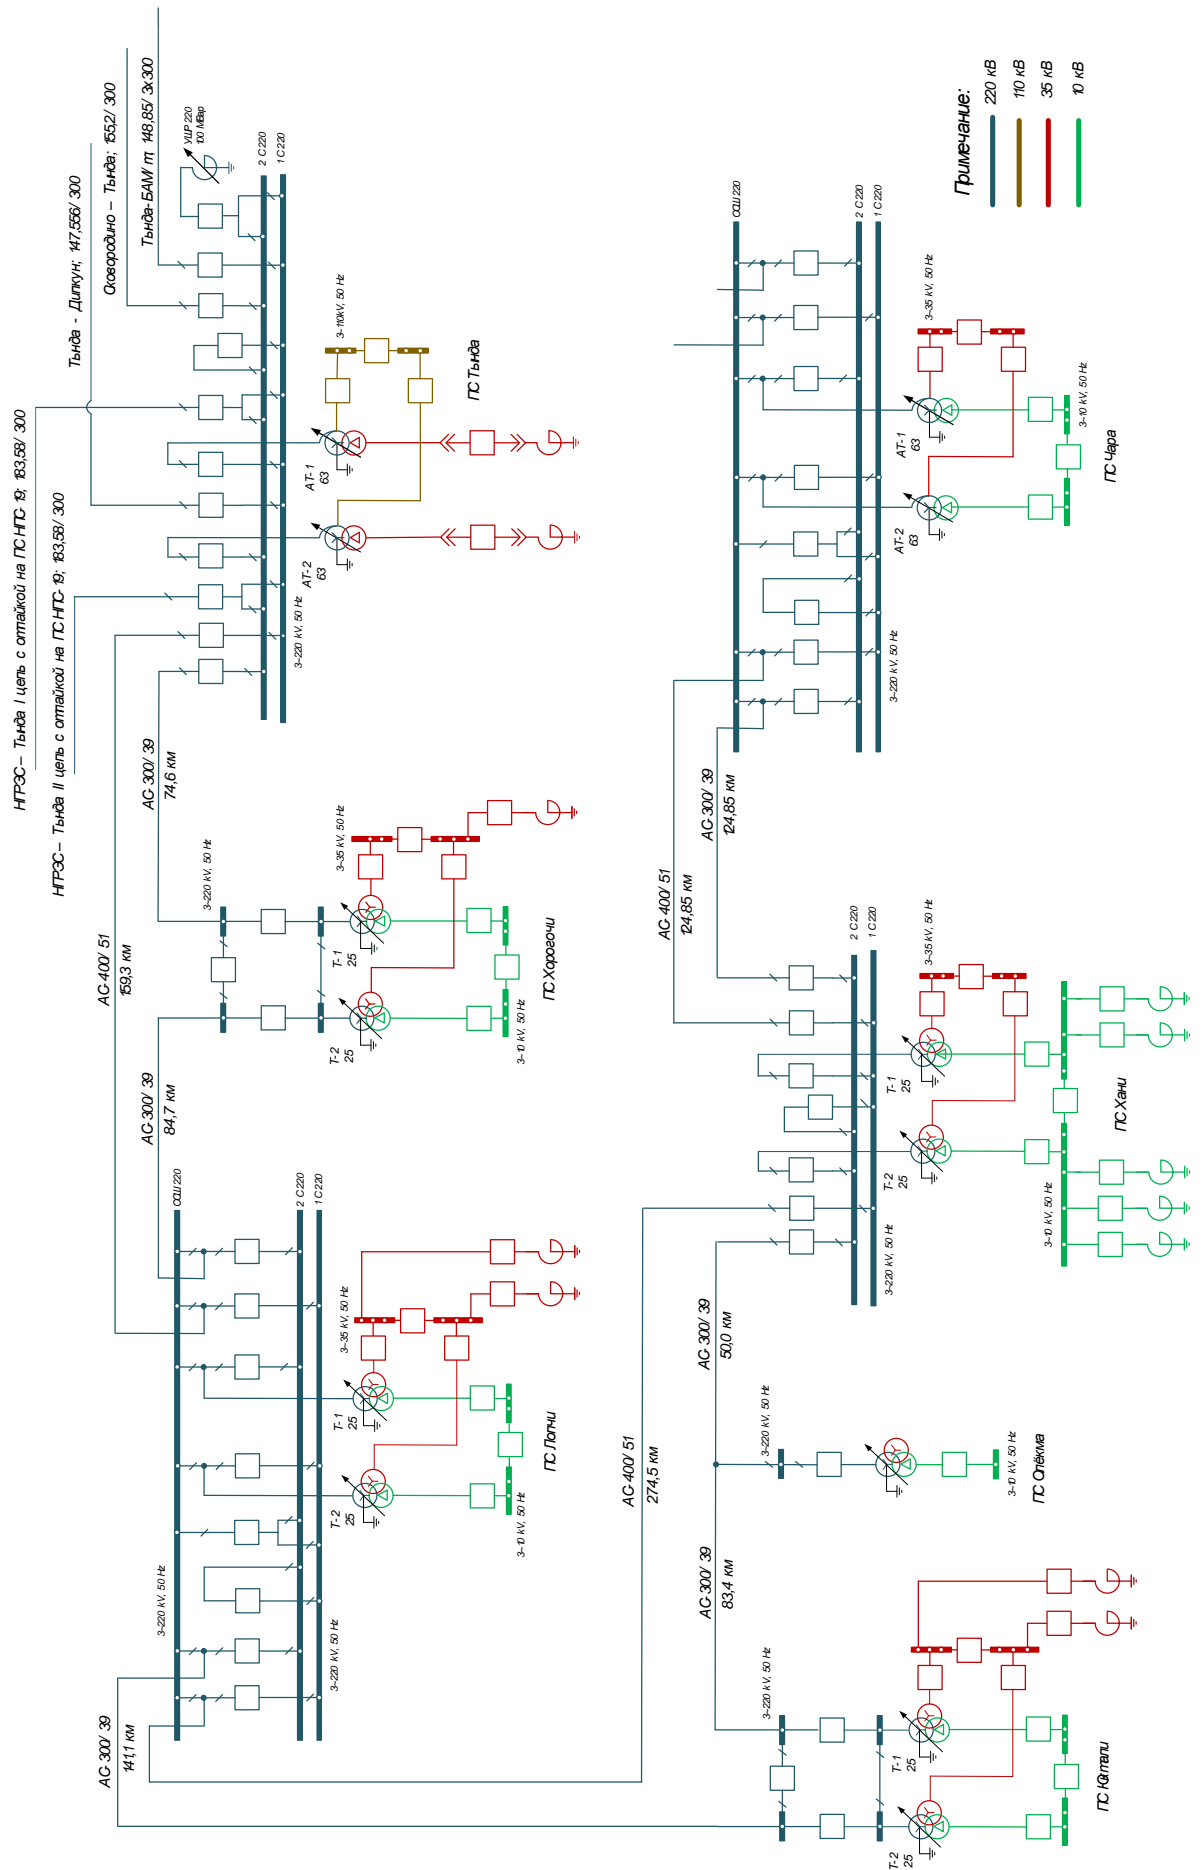 НГРЭС – Тында I цепь с отпайкой на ПС НПС-19; 183,58/ 300
НГРЭС – Тында II цепь с отпайкой на ПС НПС-19; 183,58/ 300
Тында - Дипкун; 147,556/ 300
Сковородино – Тында; 155,2/ 300
Тында-БАМ/ т; 148,85/ 3х300
УШР 220
100 МВар
2 С 220
1 С 220
3~220 kV, 50 Hz
3~110kV, 50 Hz
АТ-1
63
АТ-2
63
ПС Тында
АС-300/ 39
74,6 км
АС-400/ 51
159,3 км
АС-300/ 39
84,7 км
3~220 kV, 50 Hz
3~35 kV, 50 Hz
Т-1
25
Т-2
25
3~10 kV, 50 Hz
ПС Хорогочи
ОСШ 220
2 С 220
1 С 220
3~220 kV, 50 Hz
3~220 kV, 50 Hz
3~35 kV, 50 Hz
Т-1
25
Т-2
25
3~10 kV, 50 Hz
ПС Лопчи
АС-300/ 39
141,1 км
АС-400/ 51
274,5 км
3~220 kV, 50 Hz
Т-1
25
Т-2
25
ПС Юктали
АС-300/ 39
83,4 км
3~220 kV, 50 Hz
3~10 kV, 50 Hz
ПС Олёкма
АС-300/ 39
50,0 км
2 С 220
1 С 220
3~220 kV, 50 Hz
3~35 kV, 50 Hz
Т-1
25
Т-2
25
3~10 kV, 50 Hz
ПС Хани
АС-400/ 51
124,85 км
АС-300/ 39
124,85 км
ОСШ 220
2 С 220
1 С 220
3~220 kV, 50 Hz
3~35 kV, 50 Hz
АТ-1
63
АТ-2
63
3~10 kV, 50 Hz
ПС Чара
Примечание:
220 кВ
110 кВ
35 кВ
10 кВ